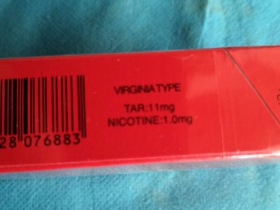 VIRGINIA TYPE
TAR:11mg
NICOTINE:1.0mg
28 076883